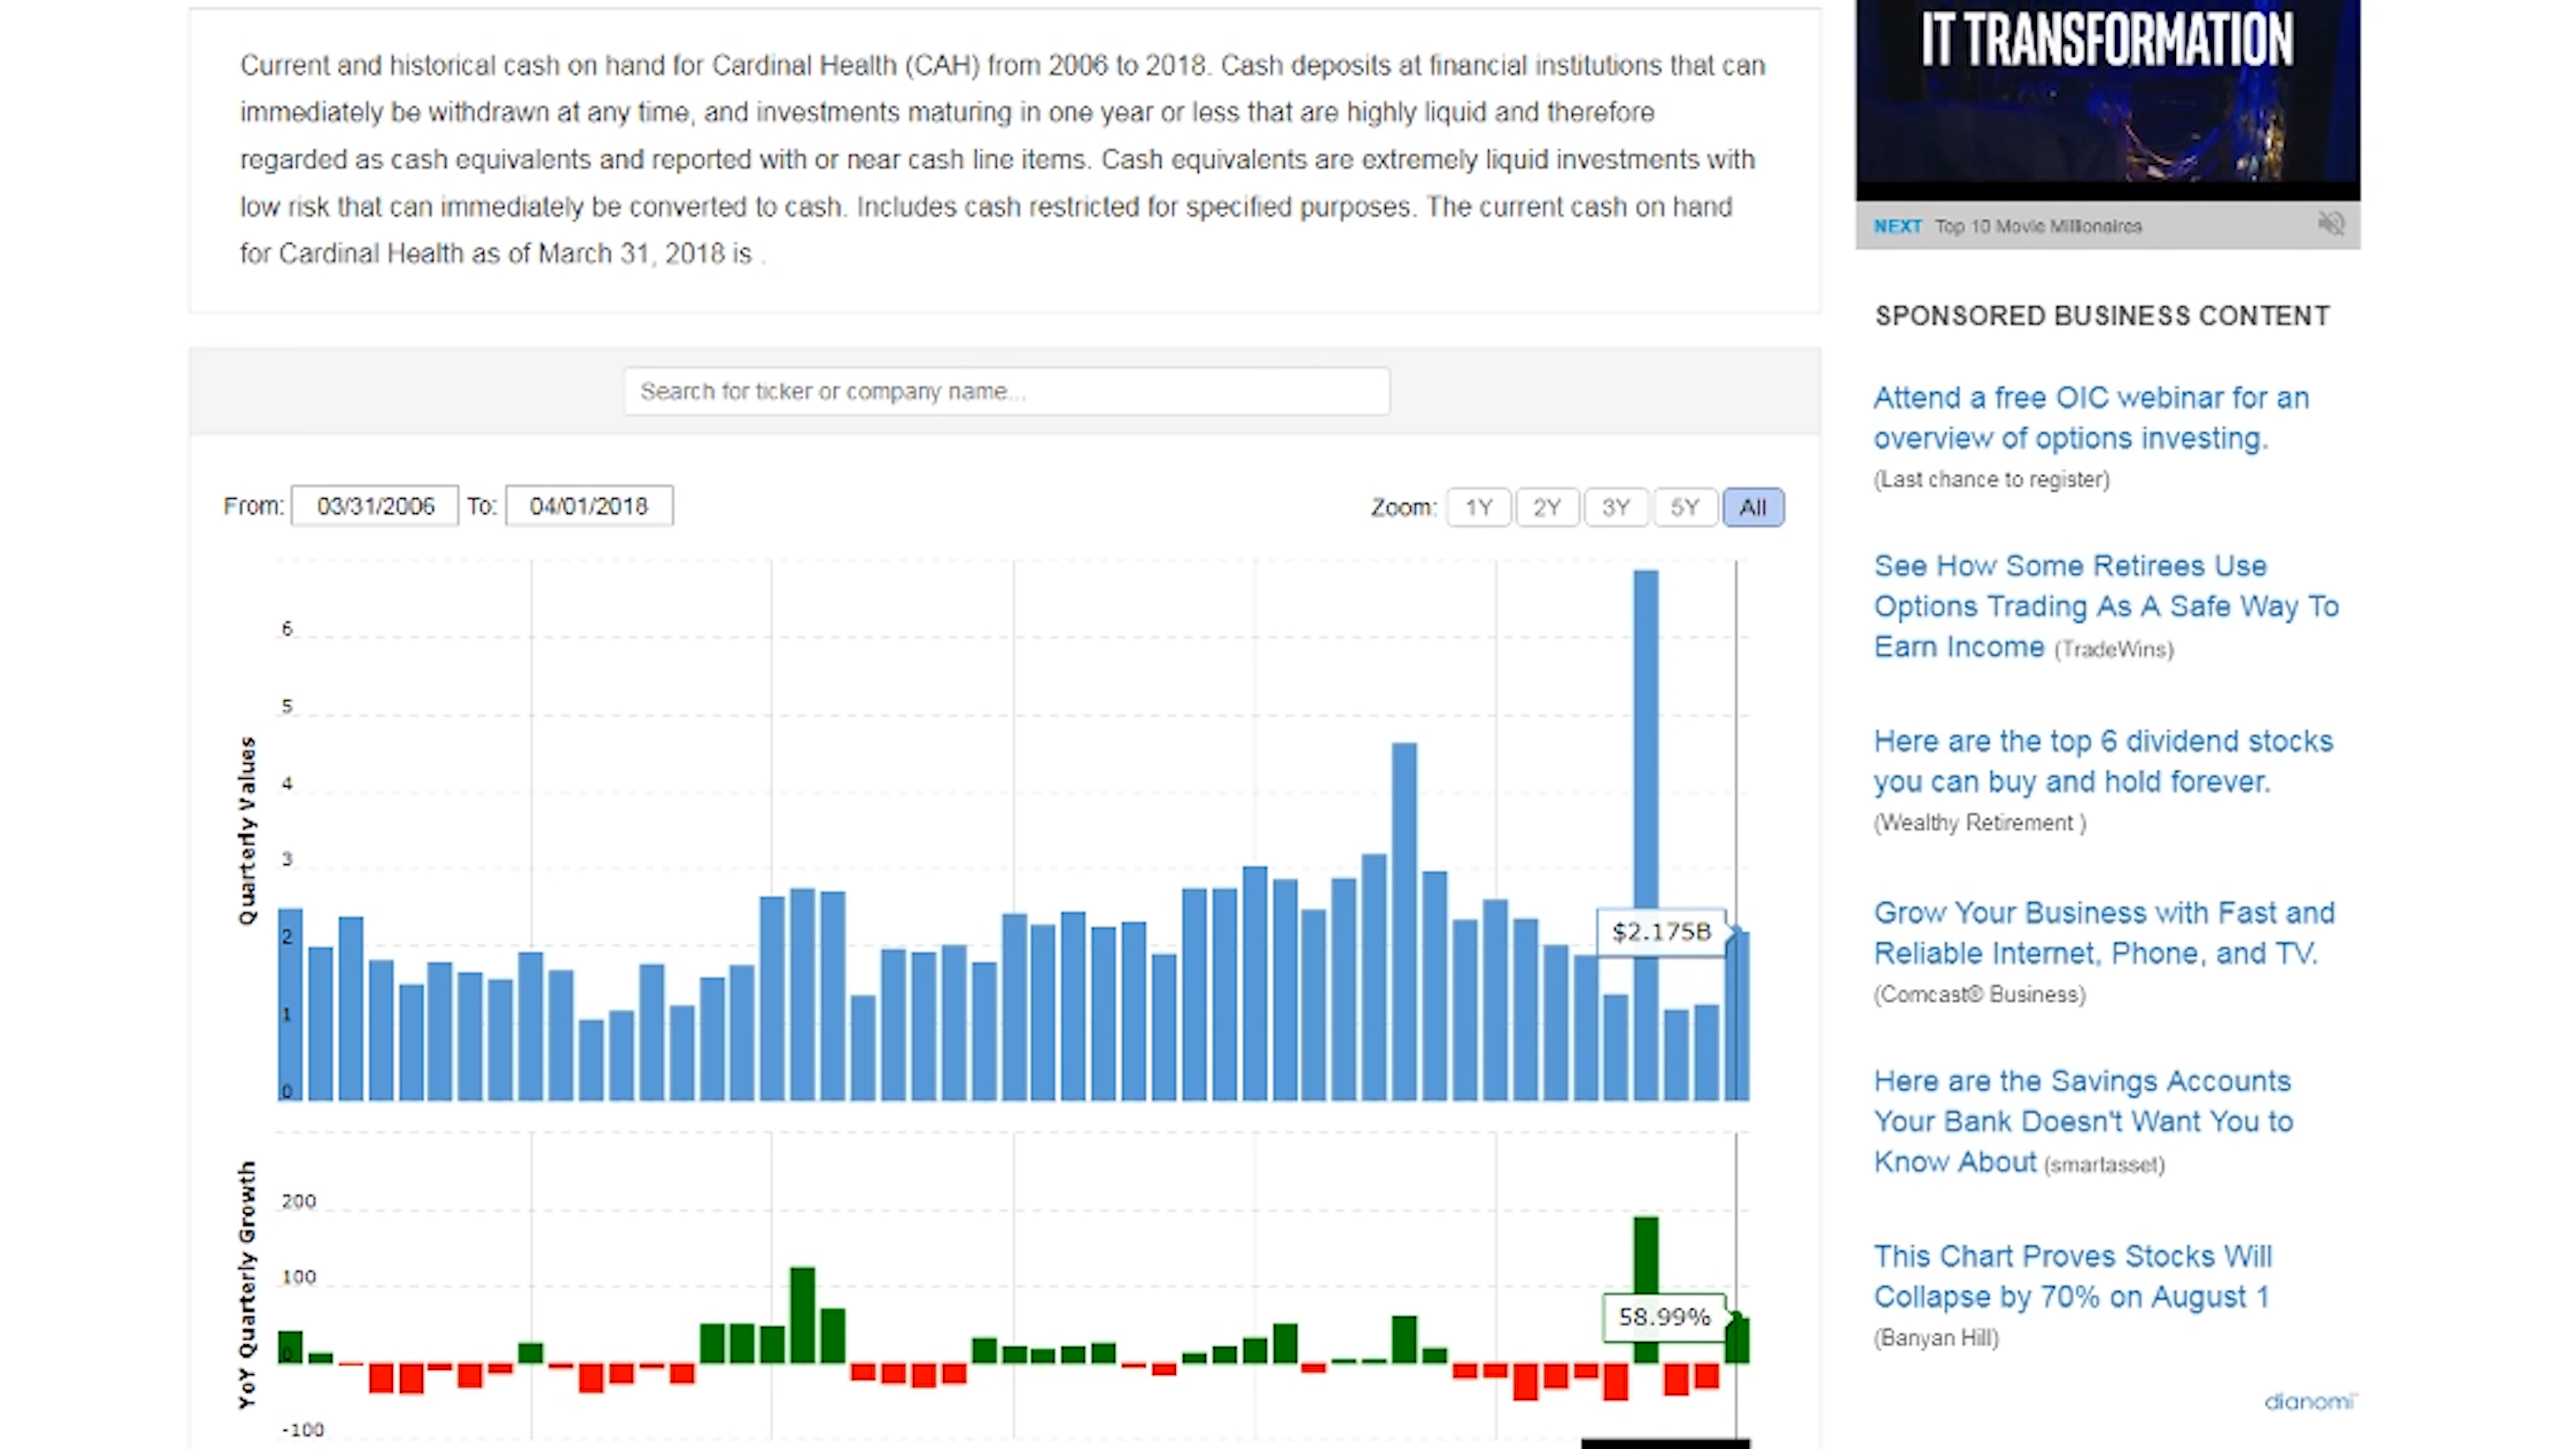 Current and historical cash on hand for Cardinal Health (CAH) from 2006 to 2018. Cash deposits at financial institutions that can
immediately be withdrawn at any time, and investments maturing in one year or less that are highly liquid and therefore
regarded as cash equivalents and reported with or near cash line items. Cash equivalents are extremely liquid investments with
low risk that can immediately be converted to cash. Includes cash restricted for specified purposes. The current cash on hand
for Cardinal Health as of March 31, 2018 is .
Search for ticker or company name...
From: 03/31/2006 To: 04/01/2018
Zoom: 1Y 2Y 3Y 5Y All
Quarterly Values
6
5
4
3
2
1
0
$2.175B
YoY Quarterly Growth
200
100
0
-100
58.99%
IT TRANSFORMATION
NEXT Top 10 Movie Millionaires
SPONSORED BUSINESS CONTENT
Attend a free OIC webinar for an
overview of options investing.
(Last chance to register)
See How Some Retirees Use
Options Trading As A Safe Way To
Earn Income (TradeWins)
Here are the top 6 dividend stocks
you can buy and hold forever.
(Wealthy Retirement )
Grow Your Business with Fast and
Reliable Internet, Phone, and TV.
(Comcast® Business)
Here are the Savings Accounts
Your Bank Doesn't Want You to
Know About (smartasset)
This Chart Proves Stocks Will
Collapse by 70% on August 1
(Banyan Hill)
dianomi